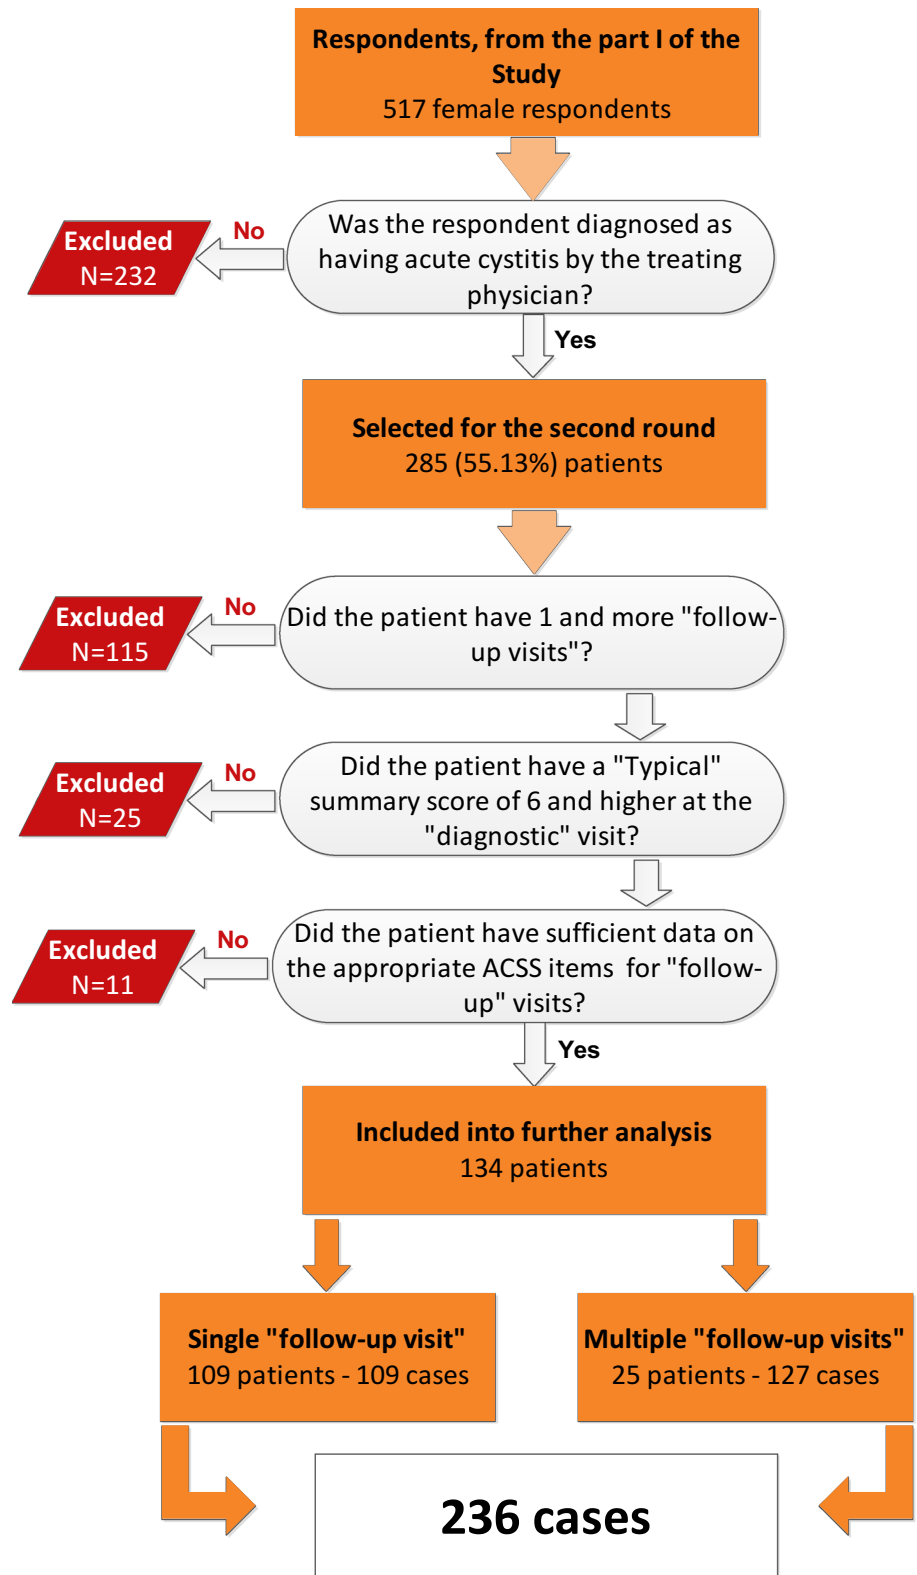 Respondents, from the part I of the
Study
517 female respondents
Was the respondent diagnosed as
having acute cystitis by the treating
physician?
No
Excluded
N=232
Yes
Selected for the second round
285 (55.13%) patients
Did the patient have 1 and more "follow-
up visits"?
No
Excluded
N=115
Did the patient have a "Typical"
summary score of 6 and higher at the
"diagnostic" visit?
No
Excluded
N=25
Did the patient have sufficient data on
the appropriate ACSS items for "follow-
up" visits?
No
Excluded
N=11
Yes
Included into further analysis
134 patients
Single "follow-up visit"
109 patients - 109 cases
Multiple "follow-up visits"
25 patients - 127 cases
236 cases